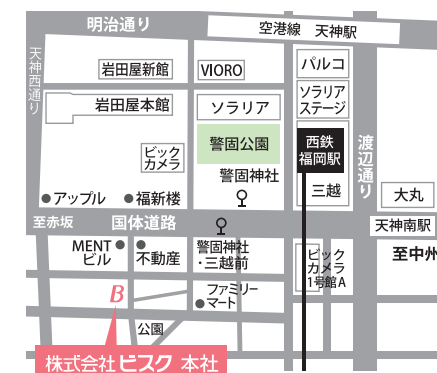 明治通り
空港線 天神駅
天神西通り
岩田屋新館
VIORO
パルコ
岩田屋本館
ソラリア
ソラリア
ステージ
渡辺通り
警固公園
西鉄
福岡駅
ビック
カメラ
警固神社
三越
アップル
福新楼
大丸
至赤坂
国体道路
天神南駅
MENT
ビル
不動産
警固神社
・三越前
ビック
カメラ
1号館A
至中州
B
ファミリー
マート
公園
株式会社ビスク 本社